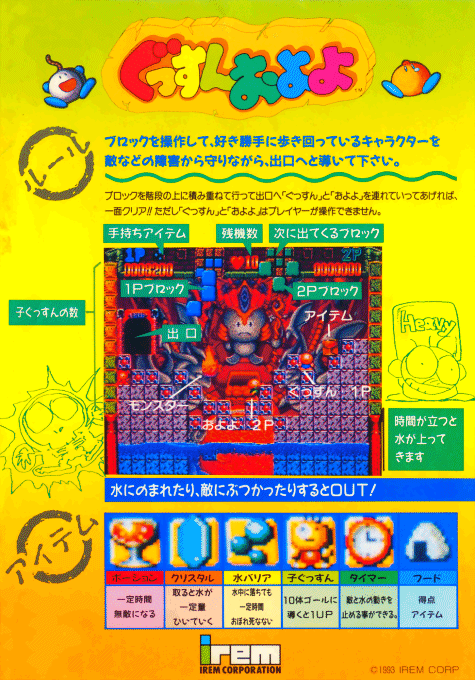 ぐっすんおよよ
TM
ルール
ブロックを操作して、好き勝手に歩き回っているキャラクターを
敵などの障害から守りながら、出口へと導いて下さい。
ブロックを階段の上に積み重ねて行って出口へ「ぐっすん」と「およよ」を連れていってあげれば、
一面クリア!!ただし「ぐっすん」と「およよ」はプレイヤーが操作できません。
手持ちアイテム
残機数
次に出てくるブロック
1P
2P
1Pブロック
2Pブロック
子ぐっすんの数
出口
アイテム
Heavy
モンスター
ぐっすん 1P
およよ 2P
時間が立つと
水が上って
きます
水にのまれたり、敵にぶつかったりするとOUT!
アイテム
ポーション
一定時間
無敵になる
クリスタル
取ると水が
一定量
ひいていく
水バリア
水中に落ちても
一定時間
おぼれ死なない
子ぐっすん
10体ゴールに
導くと1UP
タイマー
敵と水の動きを
止める事ができる。
フード
得点
アイテム
irem
IREM CORPORATION
©1993 IREM CORP